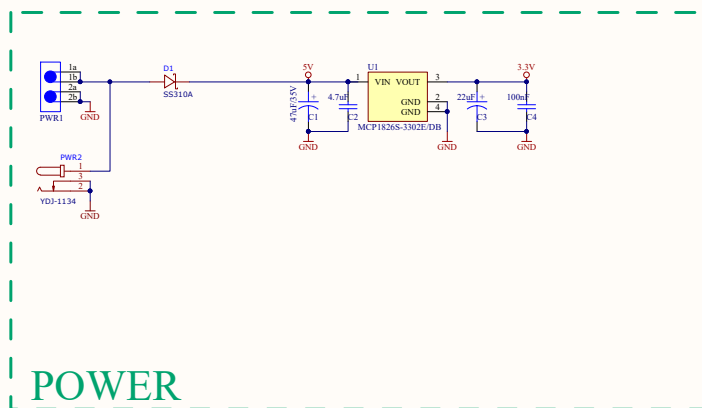 1a
1b
2a
2b
PWR1
GND
D1
SS310A
5V
47uF/35V
+
C1
4.7uF
C2
GND
U1
1
VIN VOUT
3
GND
2
GND
4
MCP1826S-3302E/DB
GND
22uF
+
C3
3.3V
100nF
C4
GND
PWR2
1
3
2
YDJ-1134
GND
POWER